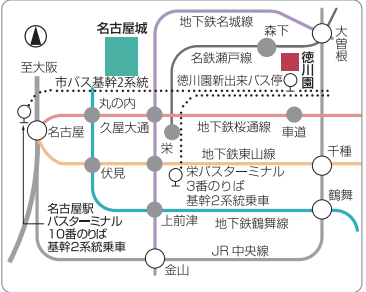 名古屋城
地下鉄名城線
森下
大曽根
至大阪
名鉄瀬戸線
徳川園
市バス基幹2系統
徳川園新出来バス停
丸の内
久屋大通
栄
地下鉄桜通線
車道
名古屋
伏見
地下鉄東山線
千種
栄バスターミナル
3番のりば
基幹2系統乗車
鶴舞
名古屋駅
バスターミナル
10番のりば
基幹2系統乗車
上前津
地下鉄鶴舞線
JR中央線
金山